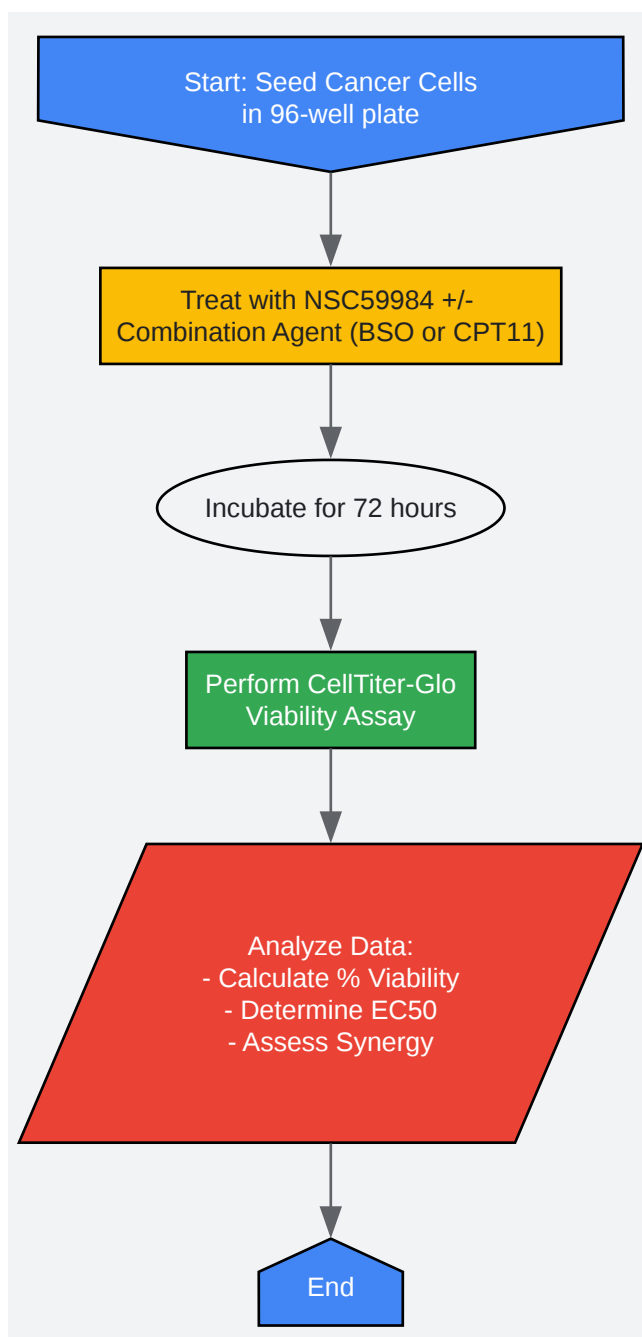 Start: Seed Cancer Cells
in 96-well plate
Treat with NSC59984 +/-
Combination Agent (BSO or CPT11)
Incubate for 72 hours
Perform CellTiter-Glo
Viability Assay
Analyze Data:
- Calculate % Viability
- Determine EC50
- Assess Synergy
End